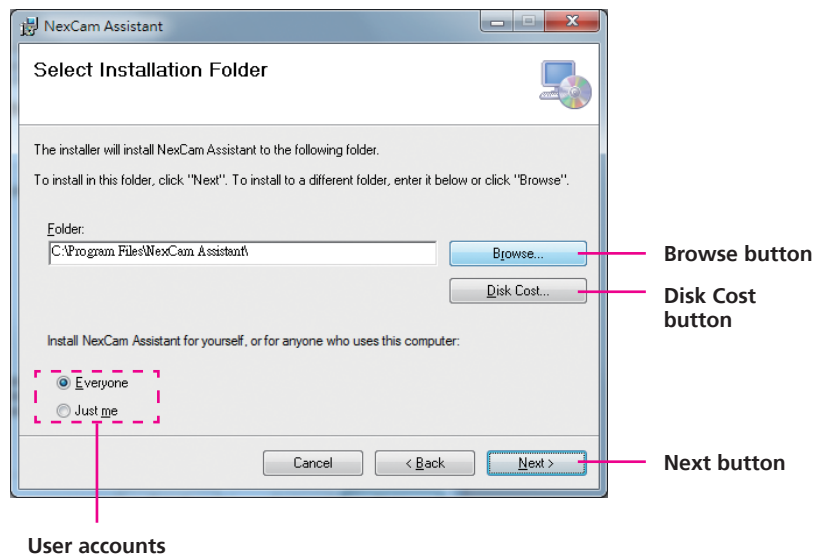 NexCam Assistant
Select Installation Folder
The installer will install NexCam Assistant to the following folder.
To install in this folder, click "Next". To install to a different folder, enter it below or click "Browse".
Folder:
C:\Program Files\NexCam Assistant\
Browse...
Browse button
Disk Cost...
Disk Cost
button
Install NexCam Assistant for yourself, or for anyone who uses this computer:
Everyone
Just me
Cancel
< Back
Next >
Next button
User accounts